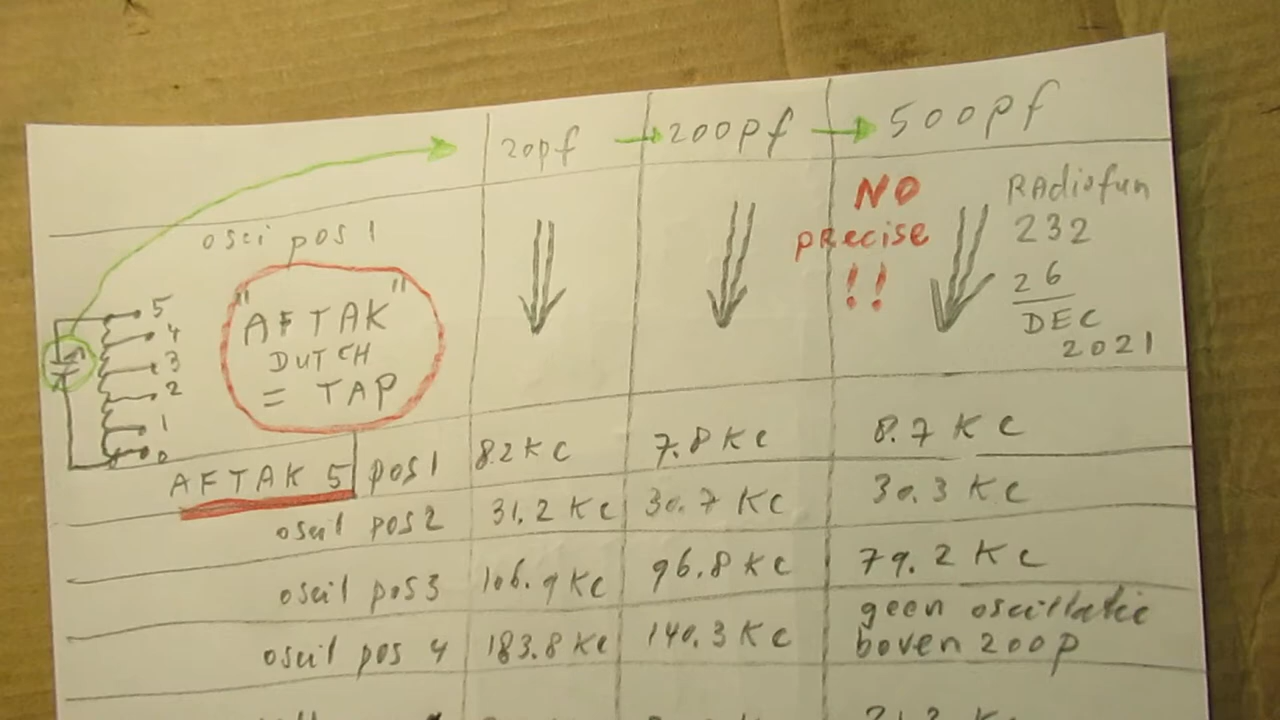 20pf 200pf 500pf
NO
PRECISE
!!
RAdiofun
232
26
DEC
2021
osci pos 1
"AFTAK"
DUTCH
= TAP
5
4
3
2
1
0
AFTAK 5 pos 1 8.2 Kc 7.8 Kc 8.7 Kc
oscil pos 2 31.2 Kc 30.7 Kc 30.3 Kc
oscil pos 3 106.9 Kc 96.8 Kc 79.2 Kc
oscil pos 4 183.8 Kc 140.3 Kc geen oscillatie
boven 200p